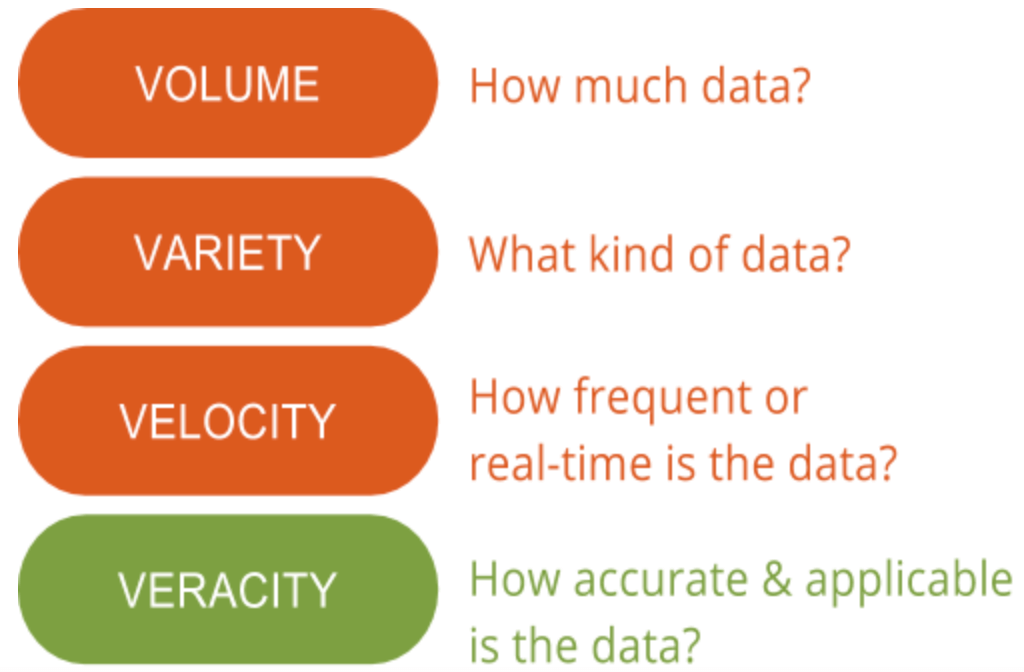 VOLUME
How much data?
VARIETY
What kind of data?
VELOCITY
How frequent or
real-time is the data?
VERACITY
How accurate & applicable
is the data?